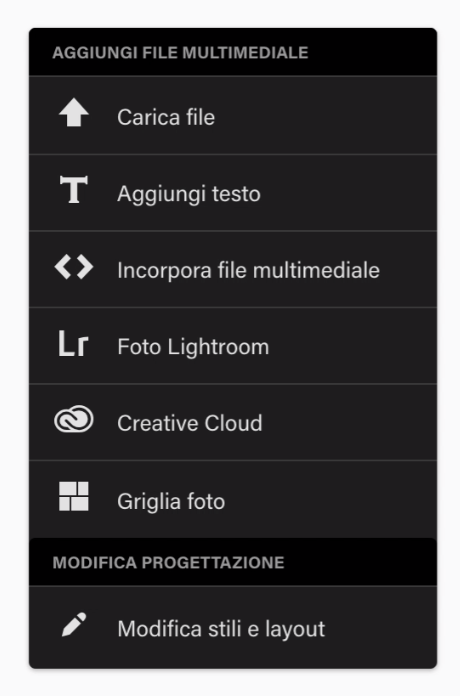 AGGIUNGI FILE MULTIMEDIALE
Carica file
T Aggiungi testo
Incorpora file multimediale
Lr Foto Lightroom
Creative Cloud
Griglia foto
MODIFICA PROGETTAZIONE
Modifica stili e layout